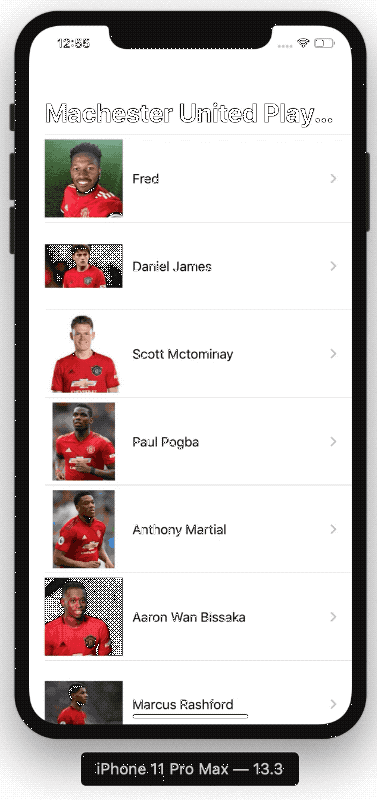 12:56
Machester United Play...
Fred
Daniel James
Scott Mctominay
Paul Pogba
Anthony Martial
Aaron Wan Bissaka
Marcus Rashford
iPhone 11 Pro Max — 13.3